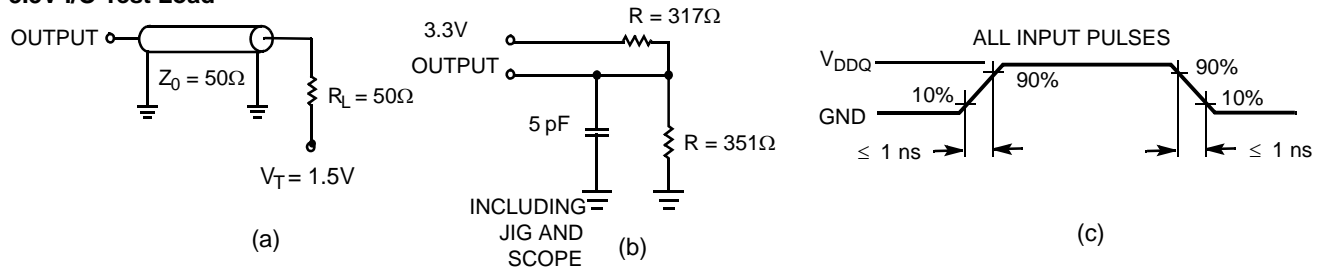 3.3V I/O Test Load
OUTPUT
Z0 = 50Ω
RL = 50Ω
VT = 1.5V
(a)
R = 317Ω
3.3V
OUTPUT
5 pF
R = 351Ω
INCLUDING
JIG AND
SCOPE
(b)
ALL INPUT PULSES
VDDQ
GND
10%
90%
90%
10%
≤ 1 ns
≤ 1 ns
(c)